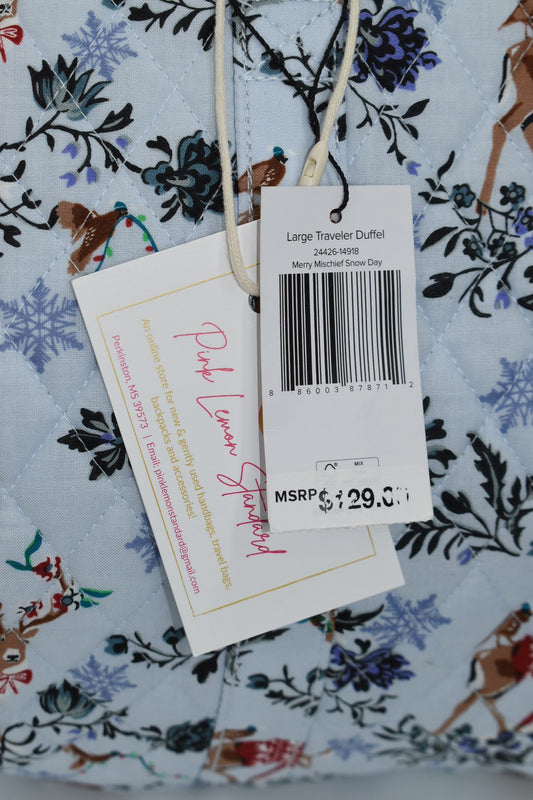 Large Traveler Duffel
24426-14918
Merry Mischief Snow Day
8 86003 87871 2
MIX
MSRP $129.00
Pink Lemon Standard
An online store for new & gently used handbags, travel bags,
backpacks and accessories!
Perkinston, MS 39573 | Email: pinklemonstandard@gmail.com